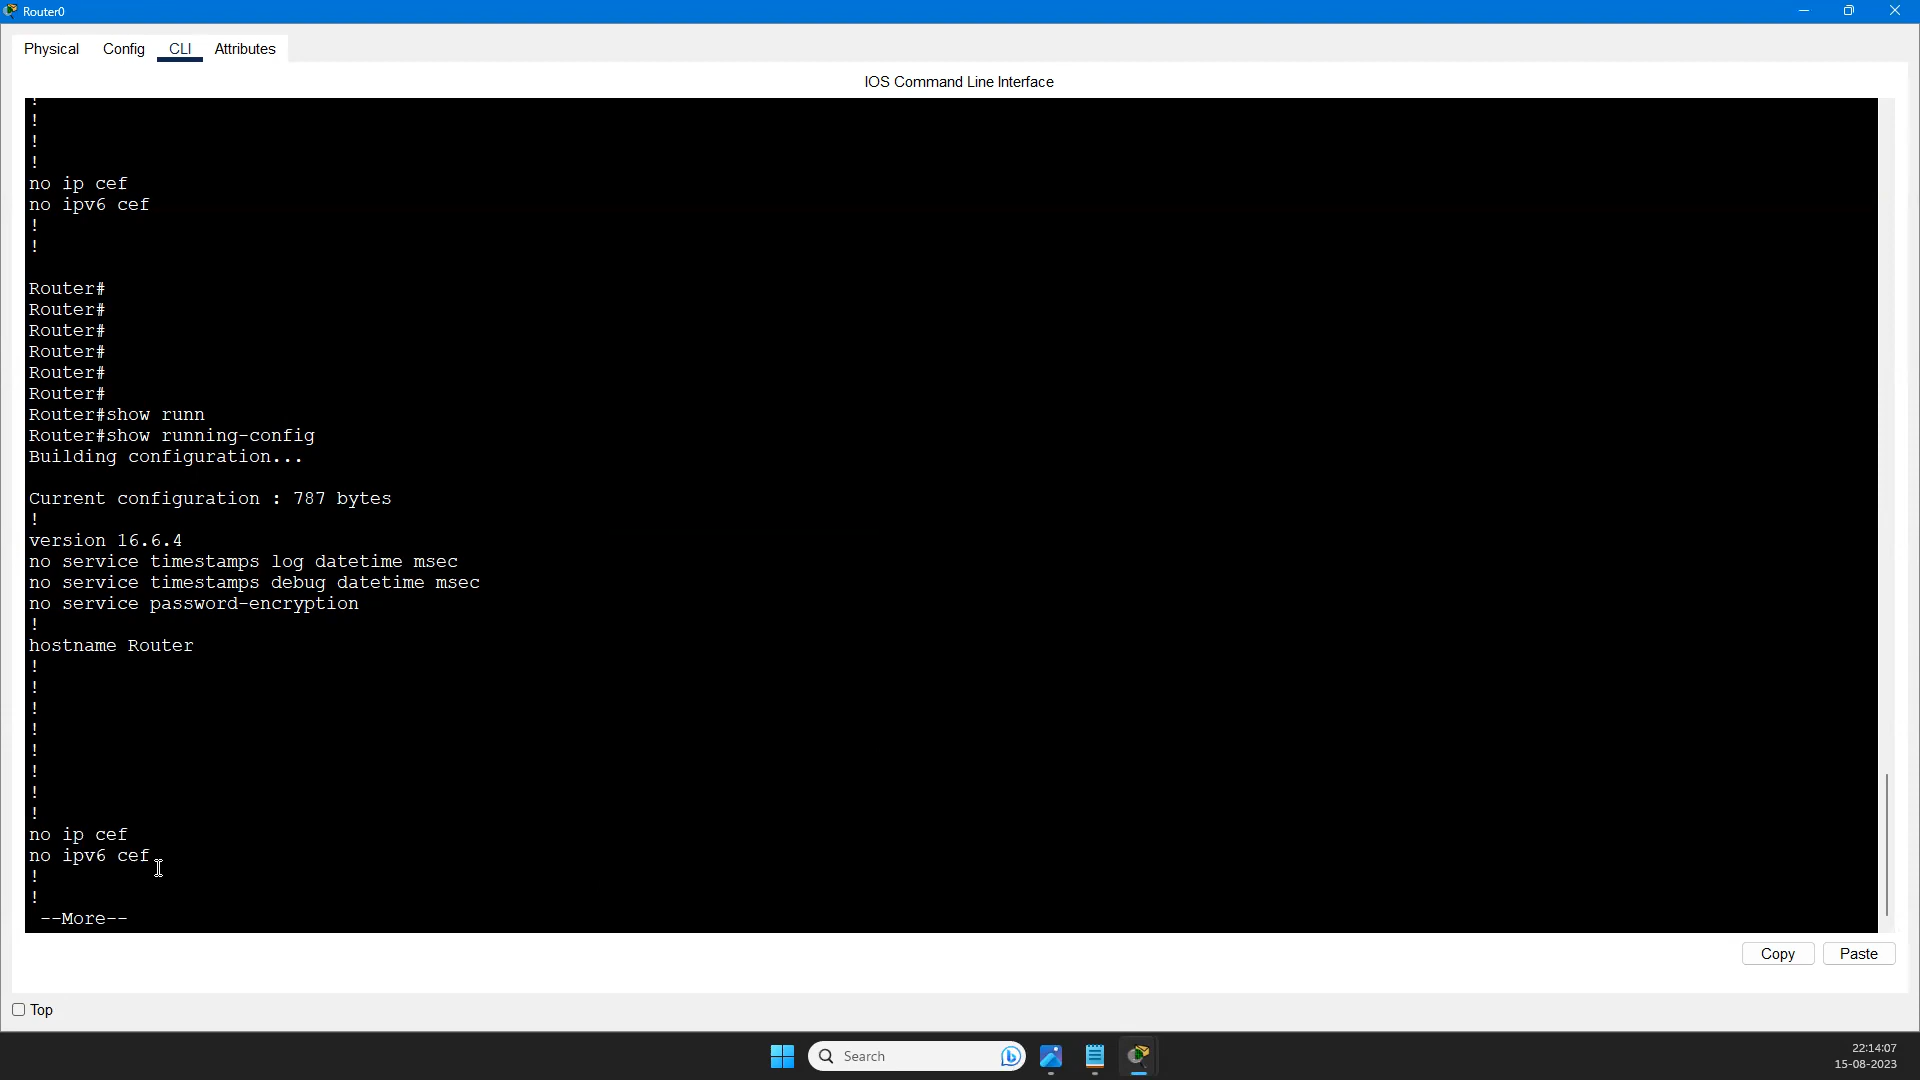 Router0
Physical Config CLI Attributes
IOS Command Line Interface
!
!
!
!
no ip cef
no ipv6 cef
!
!
Router#
Router#
Router#
Router#
Router#
Router#
Router#show runn
Router#show running-config
Building configuration...
Current configuration : 787 bytes
!
version 16.6.4
no service timestamps log datetime msec
no service timestamps debug datetime msec
no service password-encryption
!
hostname Router
!
!
!
!
!
!
!
!
no ip cef
no ipv6 cef
!
!
--More--
Copy Paste
Top
Search
22:14:07
15-08-2023